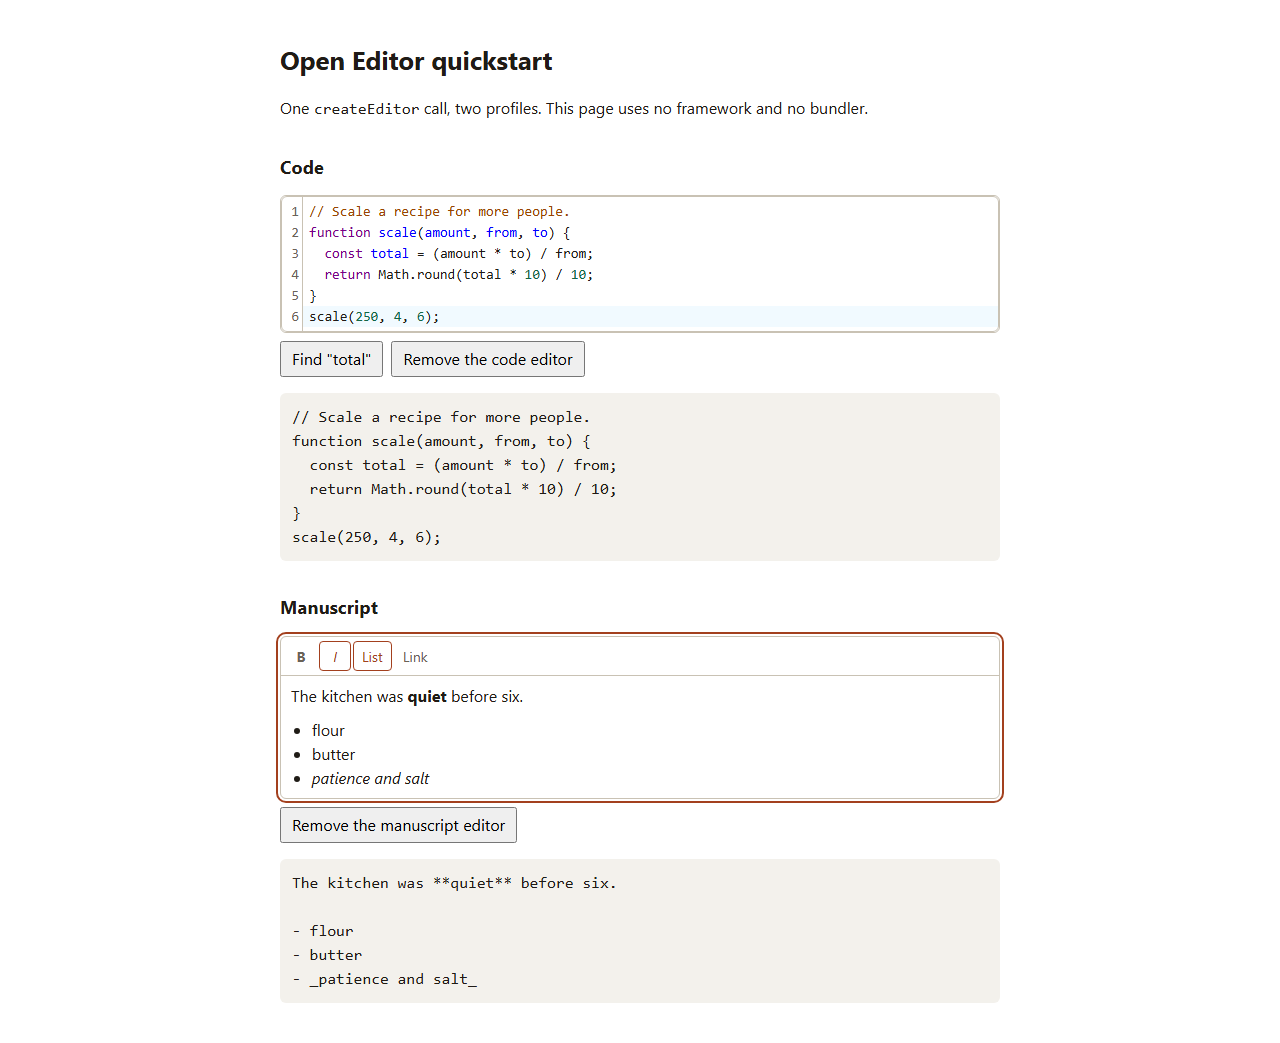 Open Editor quickstart
One createEditor call, two profiles. This page uses no framework and no bundler.
Code
1 // Scale a recipe for more people.
2 function scale(amount, from, to) {
3   const total = (amount * to) / from;
4   return Math.round(total * 10) / 10;
5 }
6 scale(250, 4, 6);
Find "total" Remove the code editor
// Scale a recipe for more people.
function scale(amount, from, to) {
  const total = (amount * to) / from;
  return Math.round(total * 10) / 10;
}
scale(250, 4, 6);
Manuscript
B I List Link
The kitchen was quiet before six.
• flour
• butter
• patience and salt
Remove the manuscript editor
The kitchen was **quiet** before six.
- flour
- butter
- _patience and salt_